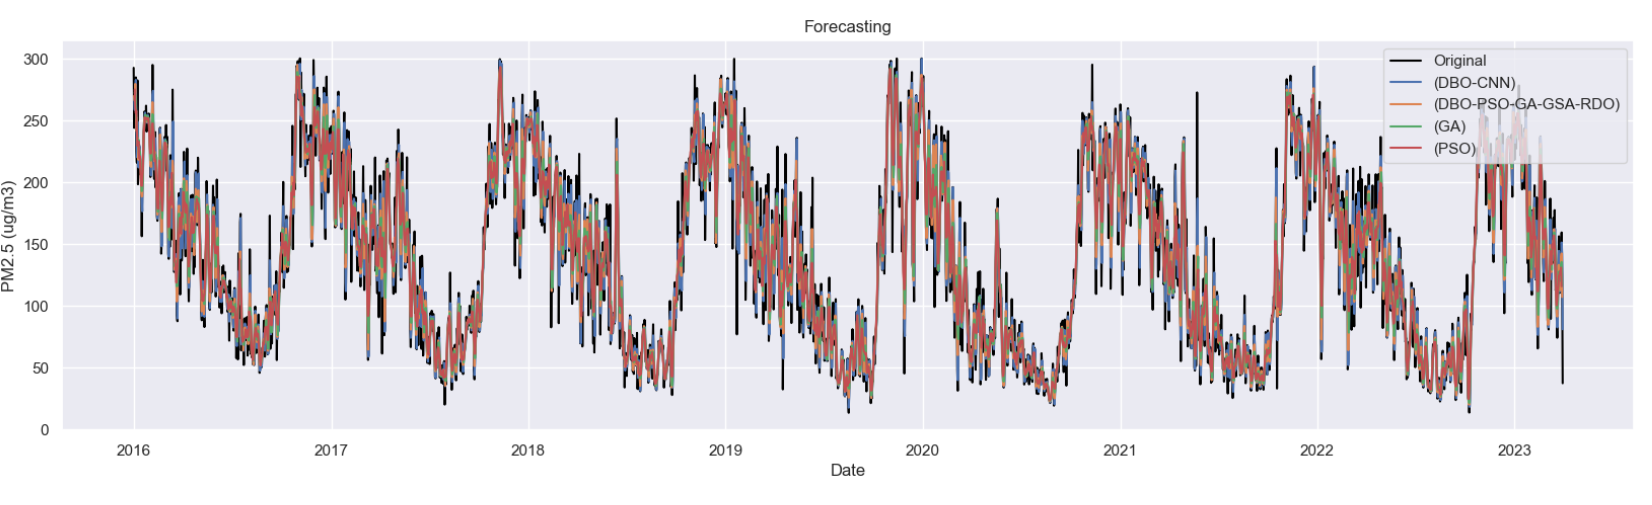 Forecasting
PM2.5 (ug/m3)
300
250
200
150
100
50
0
Original
(DBO-CNN)
(DBO-PSO-GA-GSA-RDO)
(GA)
(PSO)
2016 2017 2018 2019 2020 2021 2022 2023
Date